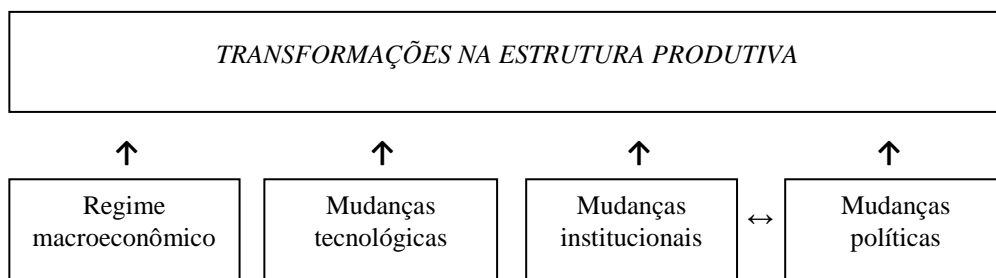 TRANSFORMAÇÕES NA ESTRUTURA PRODUTIVA
↑ ↑ ↑ ↑
Regime
macroeconômico
Mudanças
tecnológicas
Mudanças
institucionais
↔
Mudanças
políticas